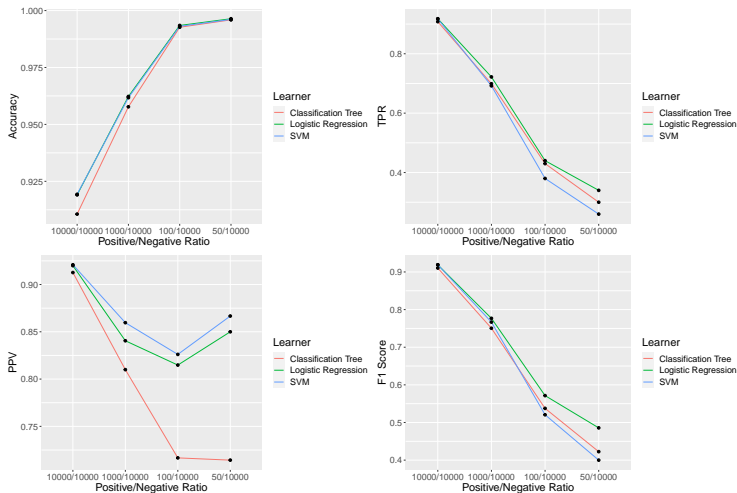 1.000
0.975
0.950
0.925
Accuracy
10000/10000 1000/10000 100/10000 50/10000
Positive/Negative Ratio
Learner
Classification Tree
Logistic Regression
SVM
0.8
0.6
0.4
TPR
10000/10000 1000/10000 100/10000 50/10000
Positive/Negative Ratio
Learner
Classification Tree
Logistic Regression
SVM
0.90
0.85
0.80
0.75
PPV
10000/10000 1000/10000 100/10000 50/10000
Positive/Negative Ratio
Learner
Classification Tree
Logistic Regression
SVM
0.9
0.8
0.7
0.6
0.5
0.4
F1 Score
10000/10000 1000/10000 100/10000 50/10000
Positive/Negative Ratio
Learner
Classification Tree
Logistic Regression
SVM